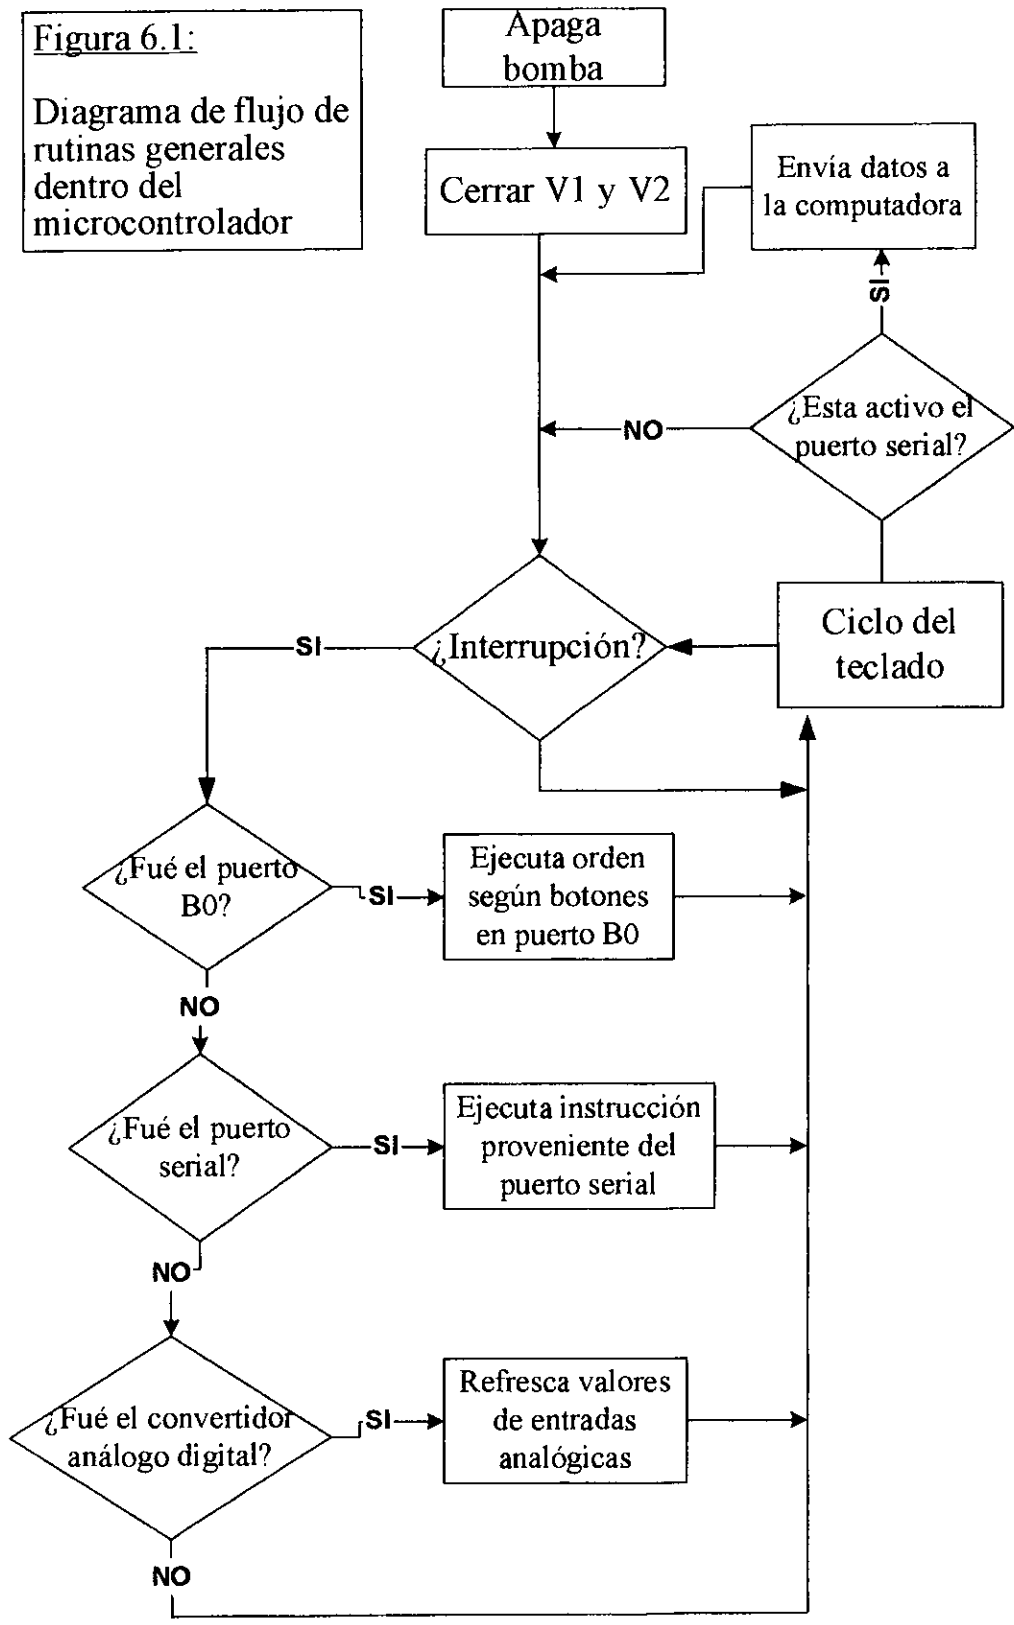 Figura 6.1:
Diagrama de flujo de
rutinas generales
dentro del
microcontrolador
Apaga
bomba
Cerrar V1 y V2
Envía datos a
la computadora
SI
¿Esta activo el
puerto serial?
NO
¿Interrupción?
SI
Ciclo del
teclado
¿Fué el puerto
B0?
SI
Ejecuta orden
según botones
en puerto B0
NO
¿Fué el puerto
serial?
SI
Ejecuta instrucción
proveniente del
puerto serial
NO
¿Fué el convertidor
análogo digital?
SI
Refresca valores
de entradas
analógicas
NO